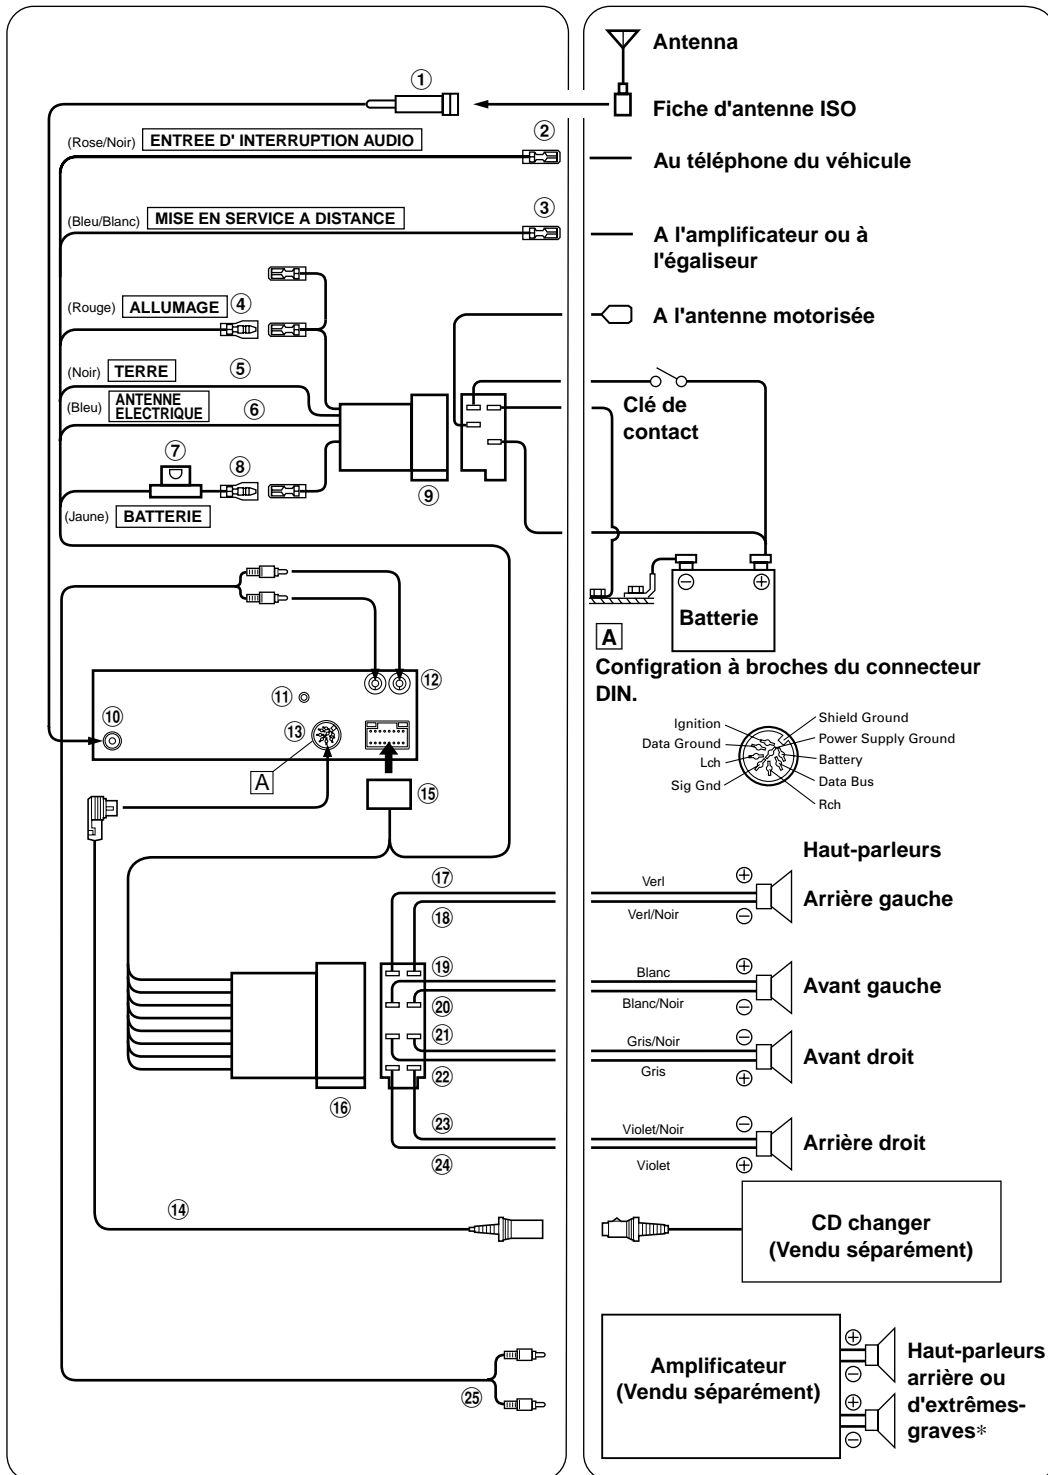 Antenna
①
Fiche d'antenne ISO
(Rose/Noir) ENTREE D' INTERRUPTION AUDIO ②
Au téléphone du véhicule
(Bleu/Blanc) MISE EN SERVICE A DISTANCE ③
A l'amplificateur ou à
l'égaliseur
(Rouge) ALLUMAGE ④
A l'antenne motorisée
(Noir) TERRE ⑤
(Bleu) ANTENNE
ELECTRIQUE ⑥
Clé de
contact
⑦
⑧
⑨
(Jaune) BATTERIE
⊖ ⊕
Batterie
A
Configration à broches du connecteur
DIN.
⑩
⑪
⑫
⑬
A
⑮
Ignition
Data Ground
Lch
Sig Gnd
Shield Ground
Power Supply Ground
Battery
Data Bus
Rch
Haut-parleurs
⑰ Verl ⊕
Arrière gauche
⑱ Verl/Noir ⊖
⑲ Blanc ⊕
Avant gauche
⑳ Blanc/Noir ⊖
㉑ Gris/Noir ⊖
Avant droit
㉒ Gris ⊕
⑯
㉓ Violet/Noir ⊖
Arrière droit
㉔ Violet ⊕
⑭
CD changer
(Vendu séparément)
Amplificateur
(Vendu séparément)
⊕
⊖
⊕
⊖
Haut-parleurs
arrière ou
d'extrêmes-
graves*
㉕